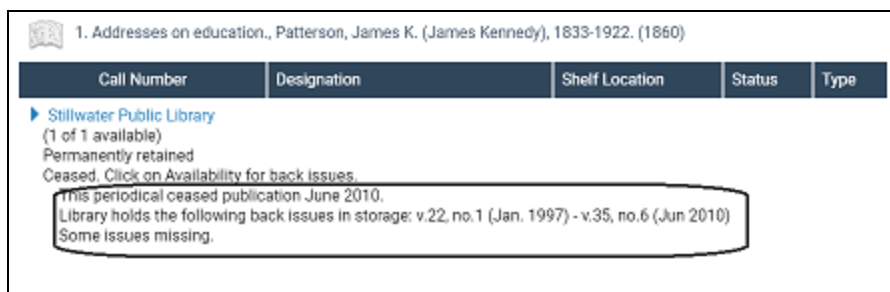 1. Addresses on education., Patterson, James K. (James Kennedy), 1833-1922. (1860)
Call Number Designation Shelf Location Status Type
Stillwater Public Library
(1 of 1 available)
Permanently retained
Ceased. Click on Availability for back issues.
This periodical ceased publication June 2010.
Library holds the following back issues in storage: v.22, no.1 (Jan. 1997) - v.35, no.6 (Jun 2010)
Some issues missing.